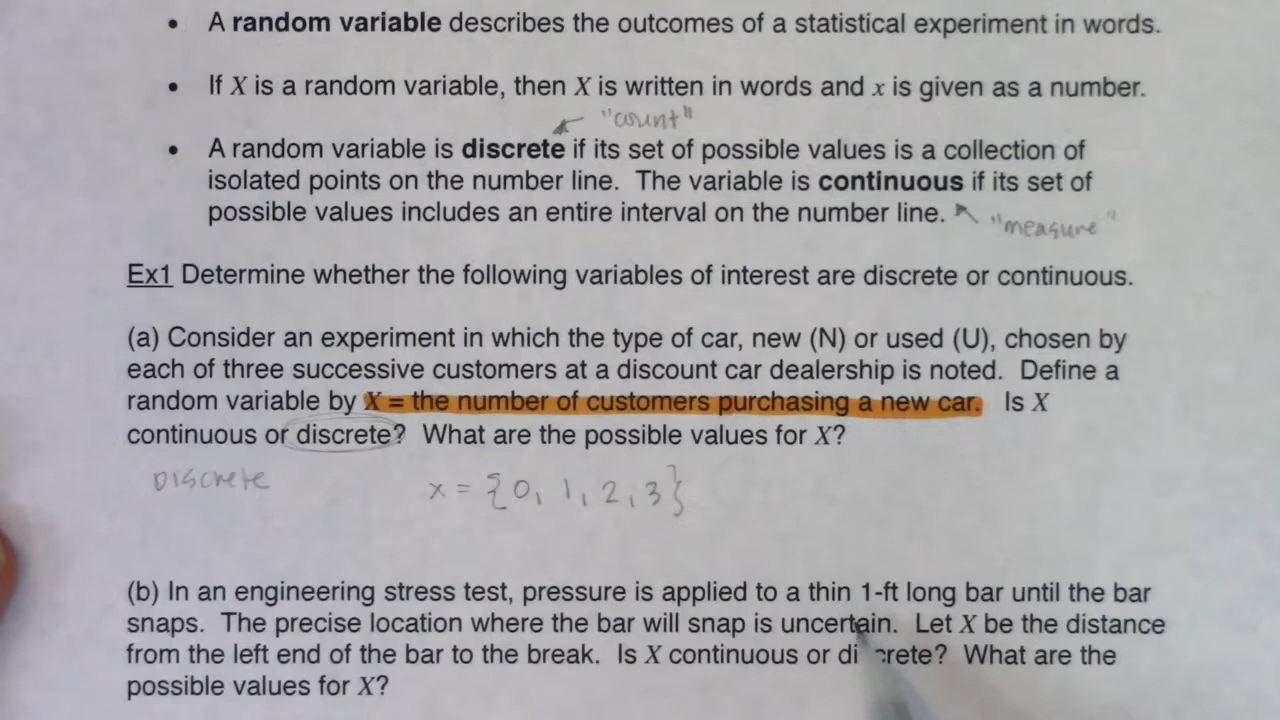 • A random variable describes the outcomes of a statistical experiment in words.
• If X is a random variable, then X is written in words and x is given as a number.
"count"
• A random variable is discrete if its set of possible values is a collection of
isolated points on the number line. The variable is continuous if its set of
possible values includes an entire interval on the number line.
"measure"
Ex1 Determine whether the following variables of interest are discrete or continuous.
(a) Consider an experiment in which the type of car, new (N) or used (U), chosen by
each of three successive customers at a discount car dealership is noted. Define a
random variable by X = the number of customers purchasing a new car. Is X
continuous or discrete? What are the possible values for X?
Discrete x = {0, 1, 2, 3}
(b) In an engineering stress test, pressure is applied to a thin 1-ft long bar until the bar
snaps. The precise location where the bar will snap is uncertain. Let X be the distance
from the left end of the bar to the break. Is X continuous or di crete? What are the
possible values for X?